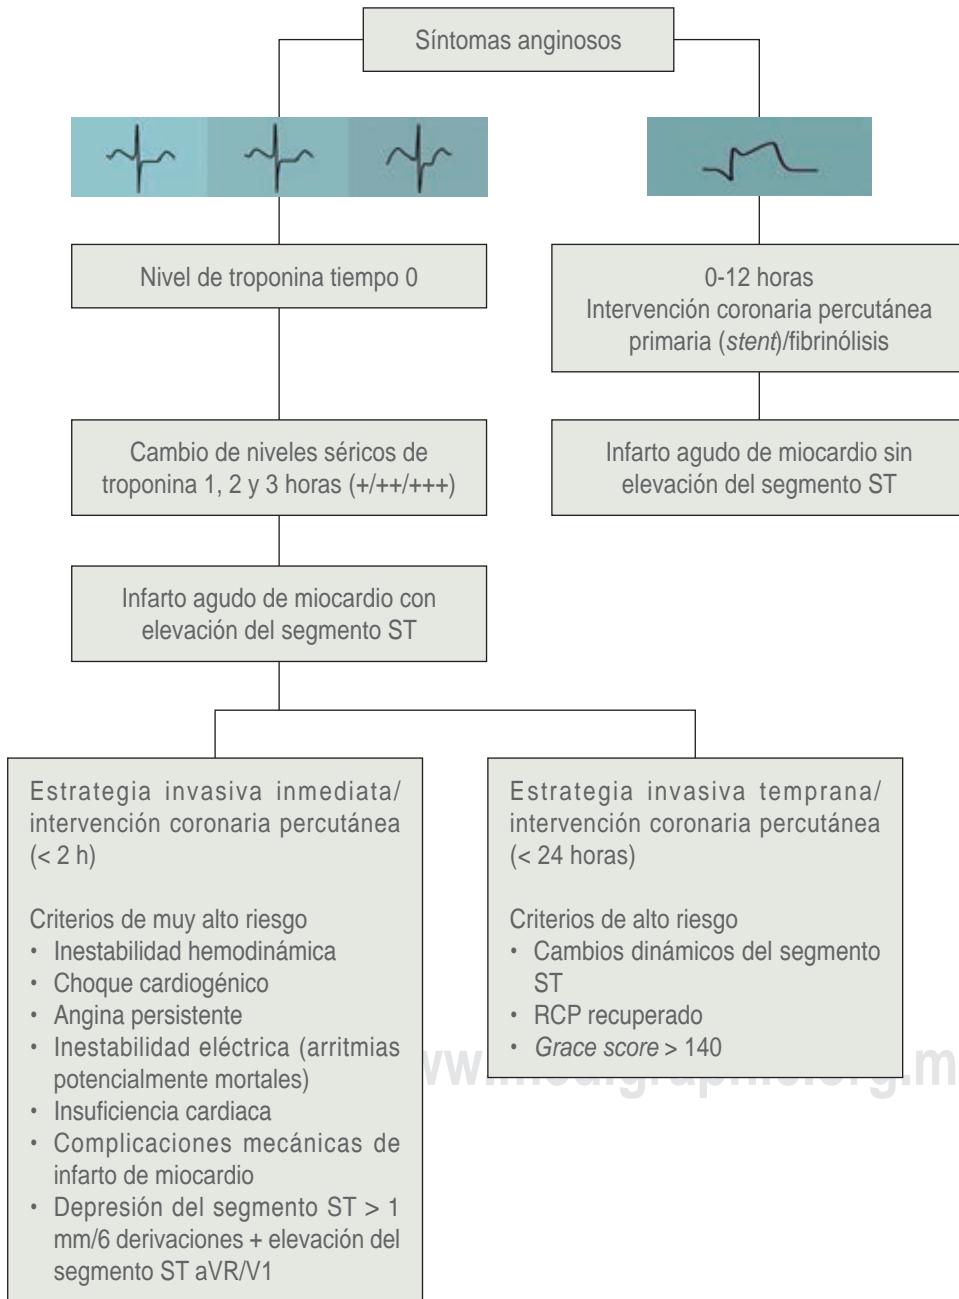 Síntomas anginosos
Nivel de troponina tiempo 0
0-12 horas
Intervención coronaria percutánea
primaria (stent)/fibrinólisis
Cambio de niveles séricos de
troponina 1, 2 y 3 horas (+/++/+++)
Infarto agudo de miocardio sin
elevación del segmento ST
Infarto agudo de miocardio con
elevación del segmento ST
Estrategia invasiva inmediata/
intervención coronaria percutánea
(< 2 h)
Criterios de muy alto riesgo
• Inestabilidad hemodinámica
• Choque cardiogénico
• Angina persistente
• Inestabilidad eléctrica (arritmias
potencialmente mortales)
• Insuficiencia cardiaca
• Complicaciones mecánicas de
infarto de miocardio
• Depresión del segmento ST > 1
mm/6 derivaciones + elevación del
segmento ST aVR/V1
Estrategia invasiva temprana/
intervención coronaria percutánea
(< 24 horas)
Criterios de alto riesgo
• Cambios dinámicos del segmento
ST
• RCP recuperado
• Grace score > 140